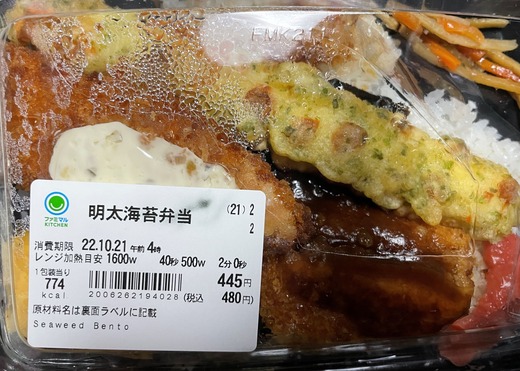 FMK2
ファミマル
KITCHEN
明太海苔弁当
(21) 2
2
消費期限 22.10.21 午前 4時
レンジ加熱目安 1600W 40秒 500W 2分0秒
1包装当り
774
kcal
445円
2006262194028 (税込 480円)
原材料名は裏面ラベルに記載
Seaweed Bento